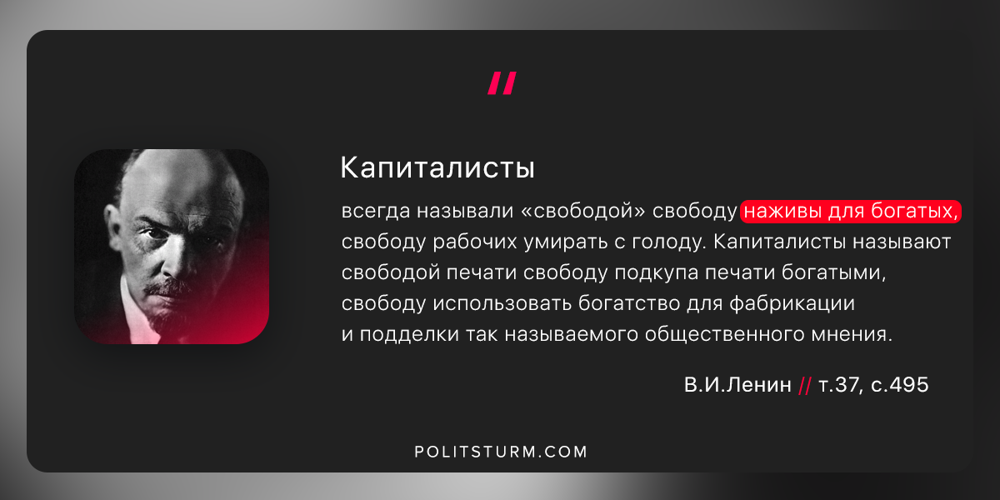 Капиталисты
всегда называли «свободой» свободу наживы для богатых,
свободу рабочих умирать с голоду. Капиталисты называют
свободой печати свободу подкупа печати богатыми,
свободу использовать богатство для фабрикации
и подделки так называемого общественного мнения.
В.И.Ленин // т.37, с.495
POLITSTURM.COM